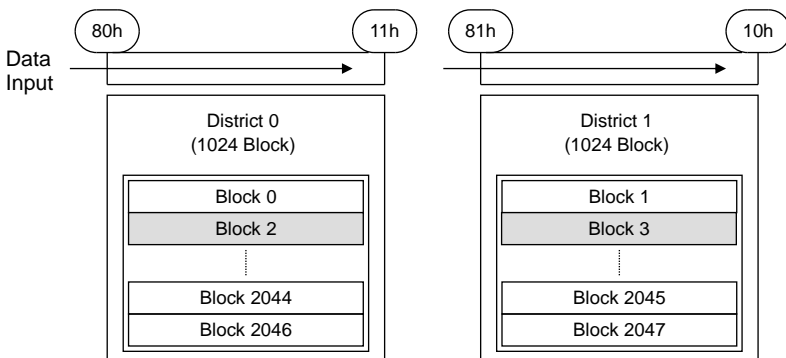 80h 11h 81h 10h
Data
Input
District 0
(1024 Block)
Block 0
Block 2
Block 2044
Block 2046
District 1
(1024 Block)
Block 1
Block 3
Block 2045
Block 2047